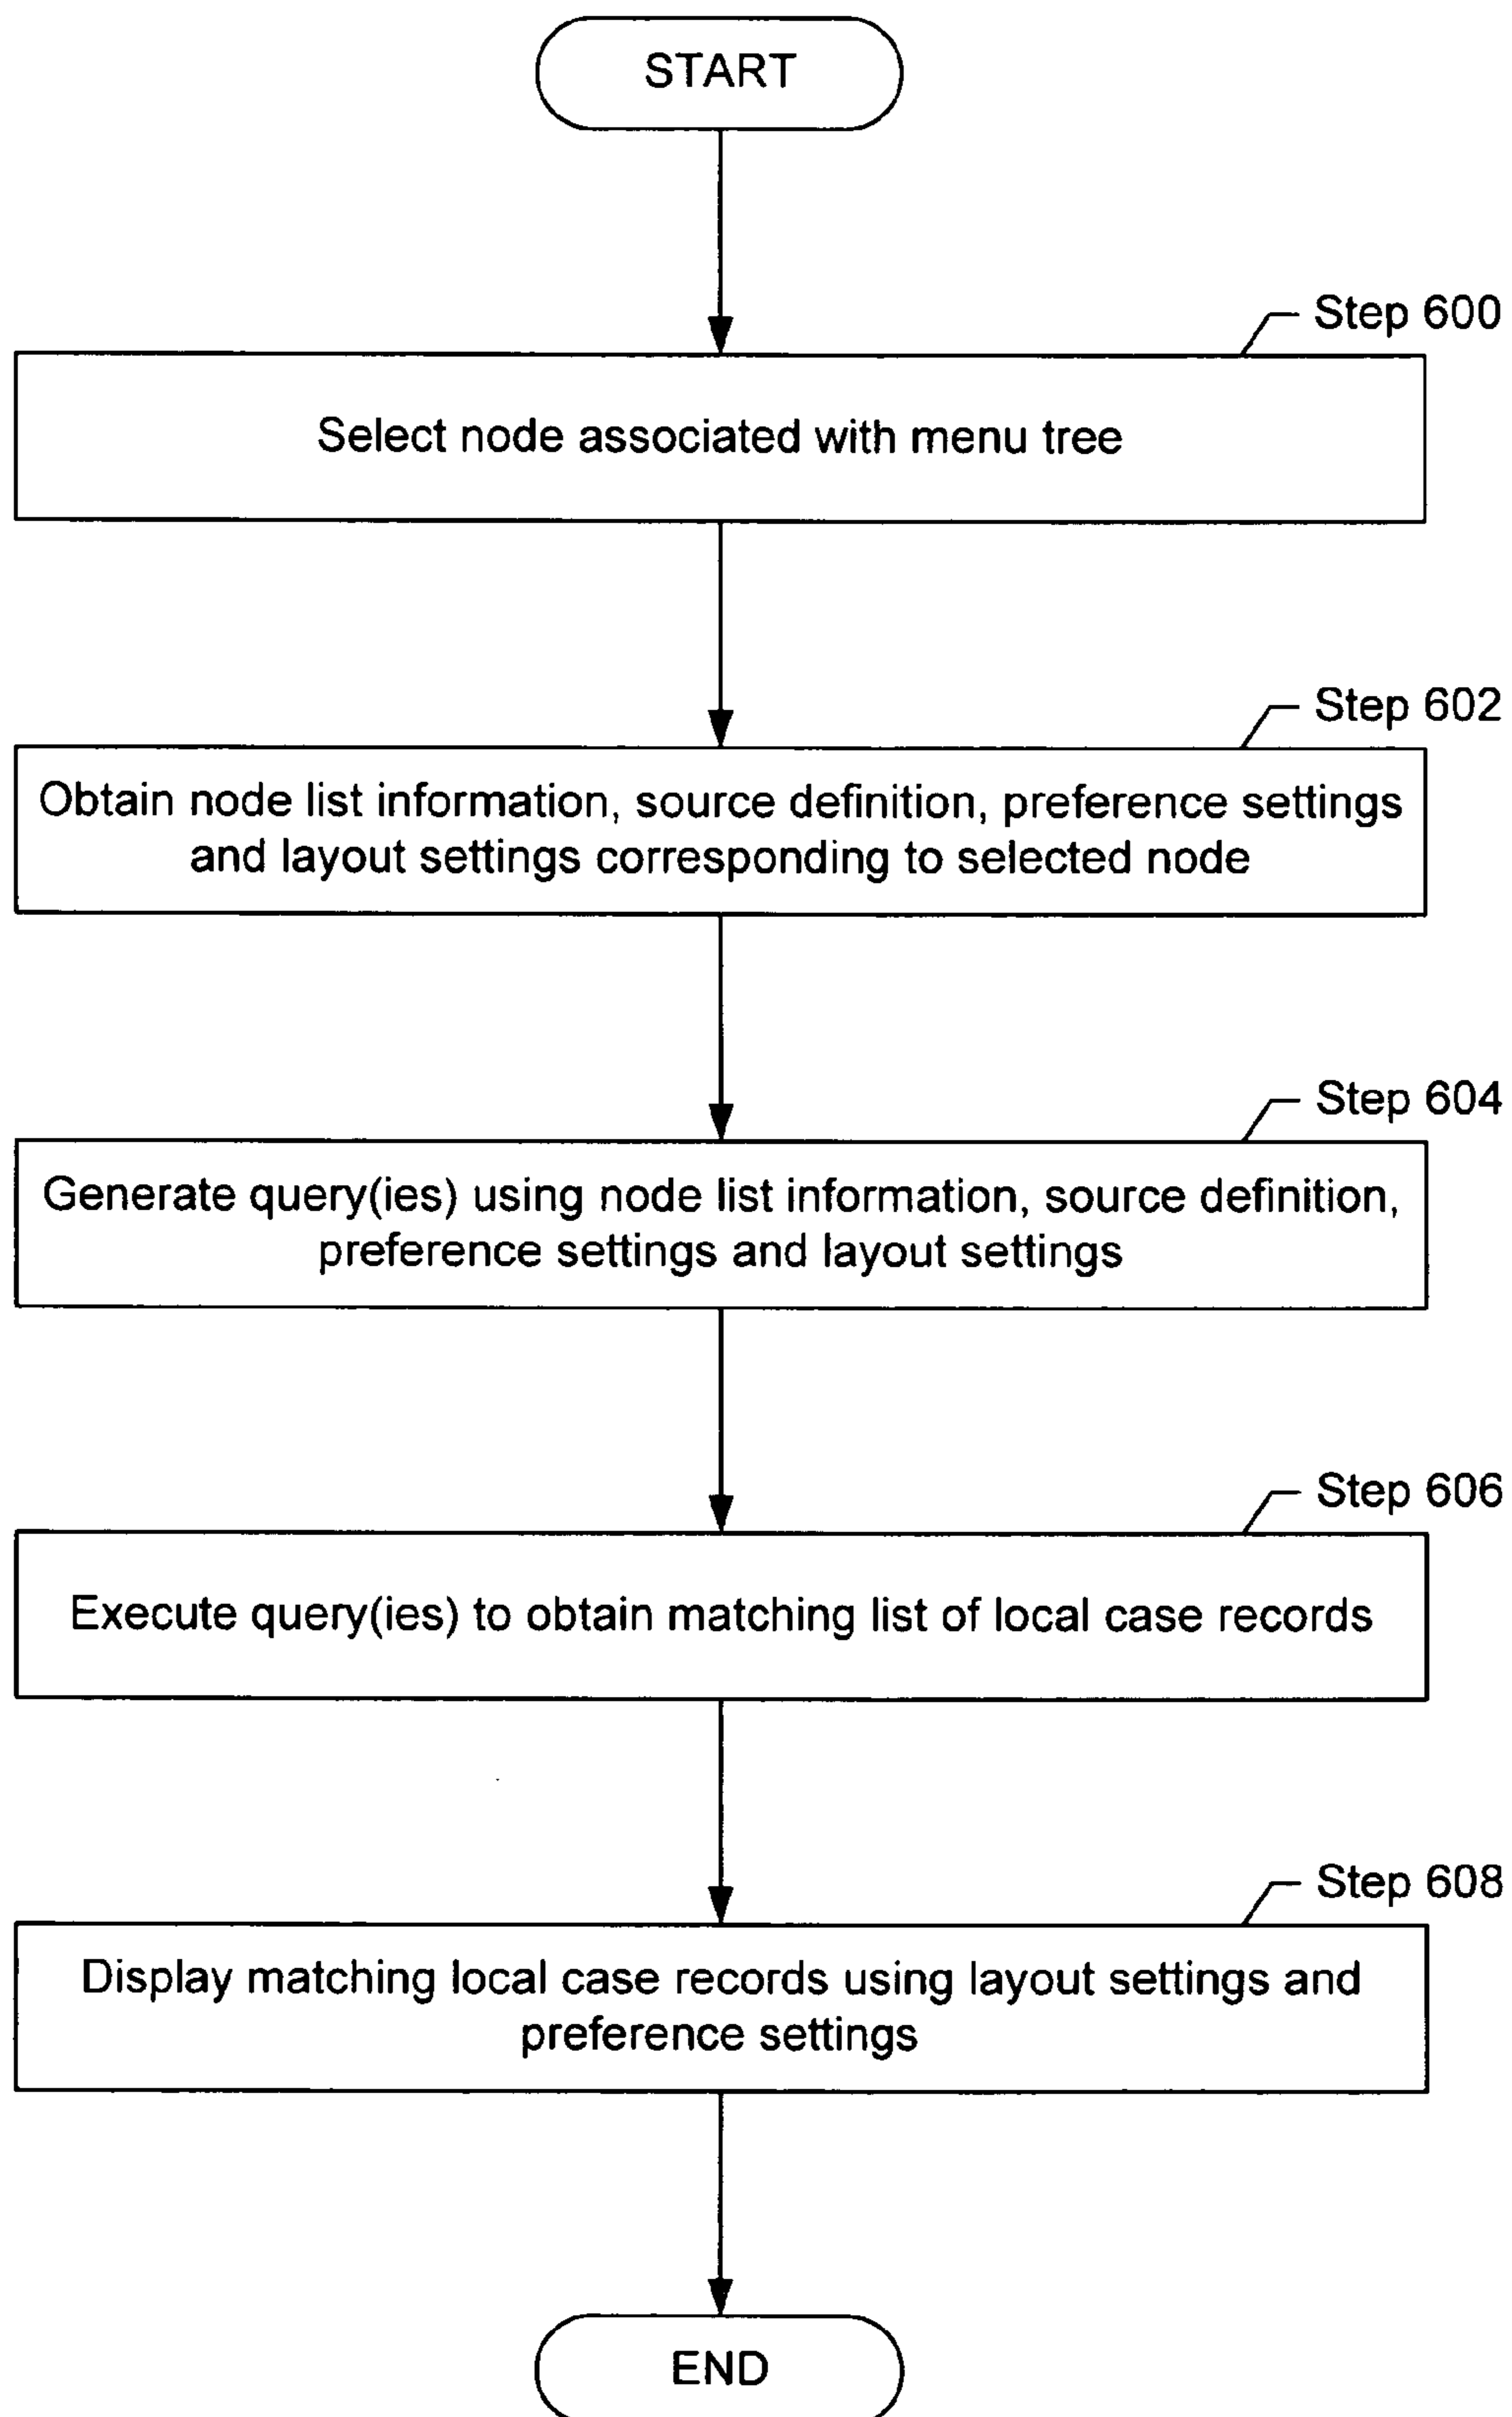 START
Step 600
Select node associated with menu tree
Step 602
Obtain node list information, source definition, preference settings
and layout settings corresponding to selected node
Step 604
Generate query(ies) using node list information, source definition,
preference settings and layout settings
Step 606
Execute query(ies) to obtain matching list of local case records
Step 608
Display matching local case records using layout settings and
preference settings
END